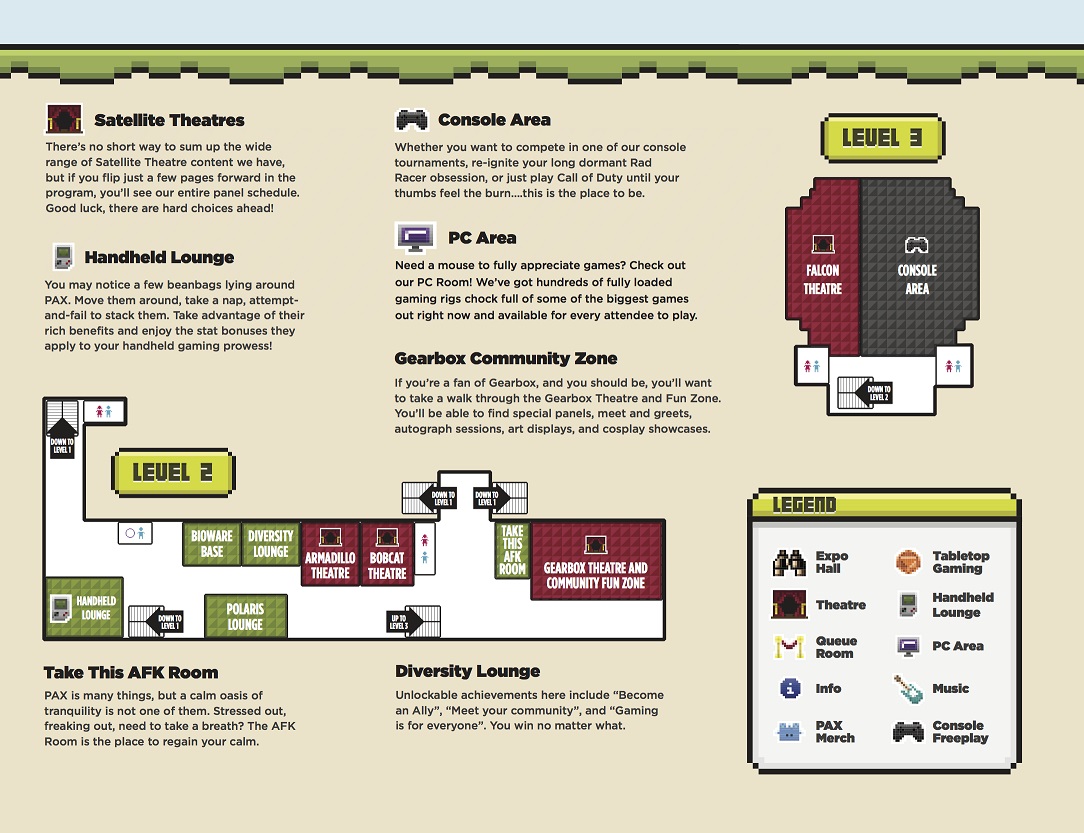 Satellite Theatres
There's no short way to sum up the wide
range of Satellite Theatre content we have,
but if you flip just a few pages forward in the
program, you'll see our entire panel schedule.
Good luck, there are hard choices ahead!
Handheld Lounge
You may notice a few beanbags lying around
PAX. Move them around, take a nap, attempt-
and-fail to stack them. Take advantage of their
rich benefits and enjoy the stat bonuses they
apply to your handheld gaming prowess!
Console Area
Whether you want to compete in one of our console
tournaments, re-ignite your long dormant Rad
Racer obsession, or just play Call of Duty until your
thumbs feel the burn....this is the place to be.
PC Area
Need a mouse to fully appreciate games? Check out
our PC Room! We've got hundreds of fully loaded
gaming rigs chock full of some of the biggest games
out right now and available for every attendee to play.
Gearbox Community Zone
If you're a fan of Gearbox, and you should be, you'll want
to take a walk through the Gearbox Theatre and Fun Zone.
You'll be able to find special panels, meet and greets,
autograph sessions, art displays, and cosplay showcases.
LEVEL 3
FALCON
THEATRE
CONSOLE
AREA
DOWN TO
LEVEL 2
DOWN TO
LEVEL 1
LEVEL 2
DOWN TO
LEVEL 1
DOWN TO
LEVEL 1
BIOWARE
BASE
DIVERSITY
LOUNGE
ARMADILLO
THEATRE
BOBCAT
THEATRE
TAKE
THIS
AFK
ROOM
GEARBOX THEATRE AND
COMMUNITY FUN ZONE
HANDHELD
LOUNGE
DOWN TO
LEVEL 1
POLARIS
LOUNGE
UP TO
LEVEL 3
Take This AFK Room
PAX is many things, but a calm oasis of
tranquility is not one of them. Stressed out,
freaking out, need to take a breath? The AFK
Room is the place to regain your calm.
Diversity Lounge
Unlockable achievements here include "Become
an Ally", "Meet your community", and "Gaming
is for everyone". You win no matter what.
LEGEND
Expo
Hall
Theatre
Queue
Room
Info
PAX
Merch
Tabletop
Gaming
Handheld
Lounge
PC Area
Music
Console
Freeplay